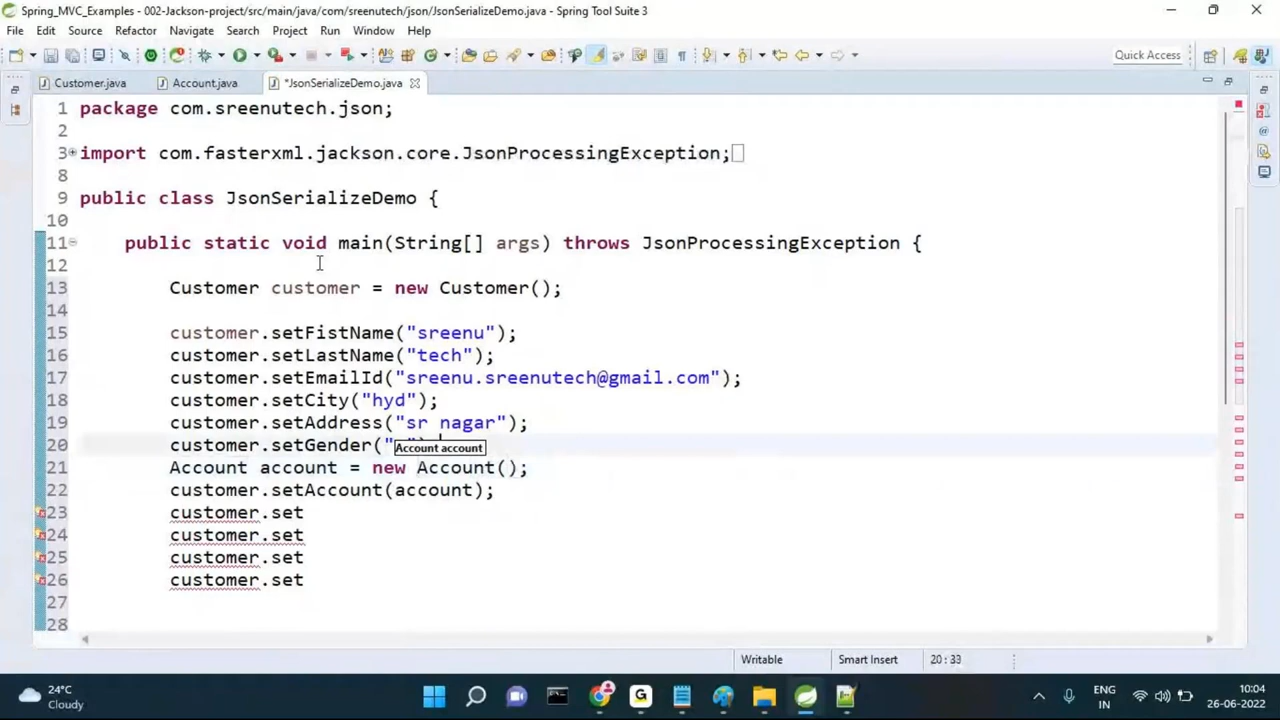 Spring_MVC_Examples - 002-Jackson-project/src/main/java/com/sreenutech/json/JsonSerializeDemo.java - Spring Tool Suite 3
File Edit Source Refactor Navigate Search Project Run Window Help
Quick Access
Customer.java Account.java *JsonSerializeDemo.java
1 package com.sreenutech.json;
2
3 import com.fasterxml.jackson.core.JsonProcessingException;
8
9 public class JsonSerializeDemo {
10
11 public static void main(String[] args) throws JsonProcessingException {
12
13 Customer customer = new Customer();
14
15 customer.setFistName("sreenu");
16 customer.setLastName("tech");
17 customer.setEmailId("sreenu.sreenutech@gmail.com");
18 customer.setCity("hyd");
19 customer.setAddress("sr nagar");
20 customer.setGender("
Account account
21 Account account = new Account();
22 customer.setAccount(account);
23 customer.set
24 customer.set
25 customer.set
26 customer.set
27
28
Writable Smart Insert 20 : 33
24°C
Cloudy
ENG
IN
10:04
26-06-2022